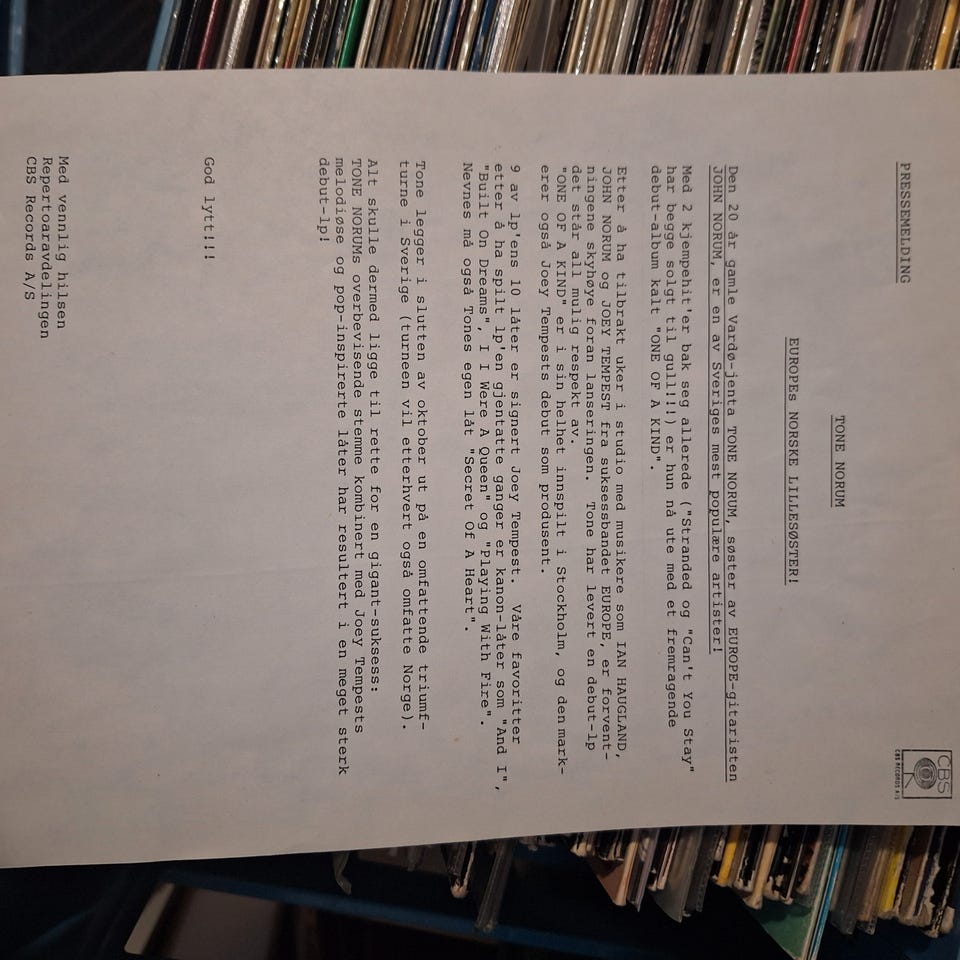 PRESSEMELDING
CBS
CBS RECORDS A/S
TONE NORUM
EUROPEs NORSKE LILLESØSTER!
Den 20 år gamle Vardø-jenta TONE NORUM, søster av EUROPE-gitaristen
JOHN NORUM, er en av Sveriges mest populære artister!
Med 2 kjempehit'er bak seg allerede ("Stranded og "Can't You Stay"
har begge solgt til gull!!!) er hun nå ute med et fremragende
debut-album kalt "ONE OF A KIND".
Etter å ha tilbrakt uker i studio med musikere som IAN HAUGLAND,
JOHN NORUM og JOEY TEMPEST fra suksessbandet EUROPE, er forvent-
ningene skyhøye foran lanseringen. Tone har levert en debut-lp
det står all mulig respekt av.
"ONE OF A KIND" er i sin helhet innspilt i Stockholm, og den mark-
erer også Joey Tempests debut som produsent.
9 av lp'ens 10 låter er signert Joey Tempest. Våre favoritter
etter å ha spilt lp'en gjentatte ganger er kanon-låter som "And I",
"Built On Dreams", I I Were A Queen" og "Playing With Fire".
Nevnes må også Tones egen låt "Secret Of A Heart".
Tone legger i slutten av oktober ut på en omfattende triumf-
turne i Sverige (turneen vil etterhvert også omfatte Norge).
Alt skulle dermed ligge til rette for en gigant-suksess:
TONE NORUMs overbevisende stemme kombinert med Joey Tempests
melodiøse og pop-inspirerte låter har resultert i en meget sterk
debut-lp!
God lytt!!!
Med vennlig hilsen
Repertoaravdelingen
CBS Records A/S